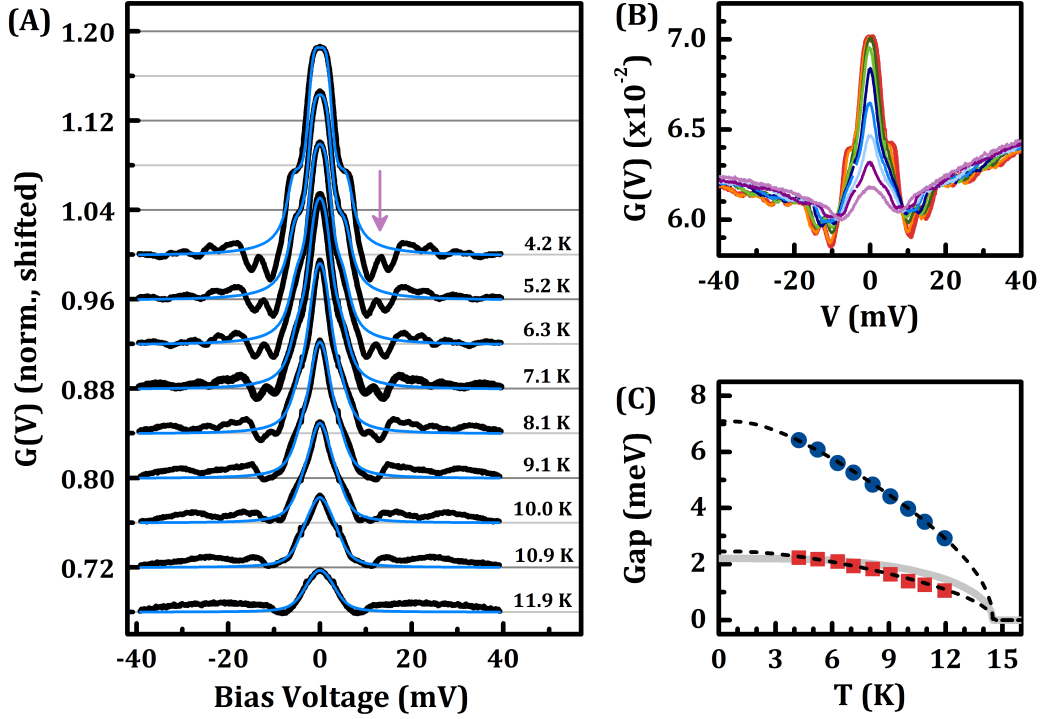 (A)
1.20
1.12
1.04
0.96
0.88
0.80
0.72
G(V) (norm., shifted)
4.2 K
5.2 K
6.3 K
7.1 K
8.1 K
9.1 K
10.0 K
10.9 K
11.9 K
-40 -20 0 20 40
Bias Voltage (mV)
(B)
7.0
6.5
6.0
G(V) (x10⁻²)
-40 -20 0 20 40
V (mV)
(C)
8
6
4
2
0
Gap (meV)
0 3 6 9 12 15
T (K)